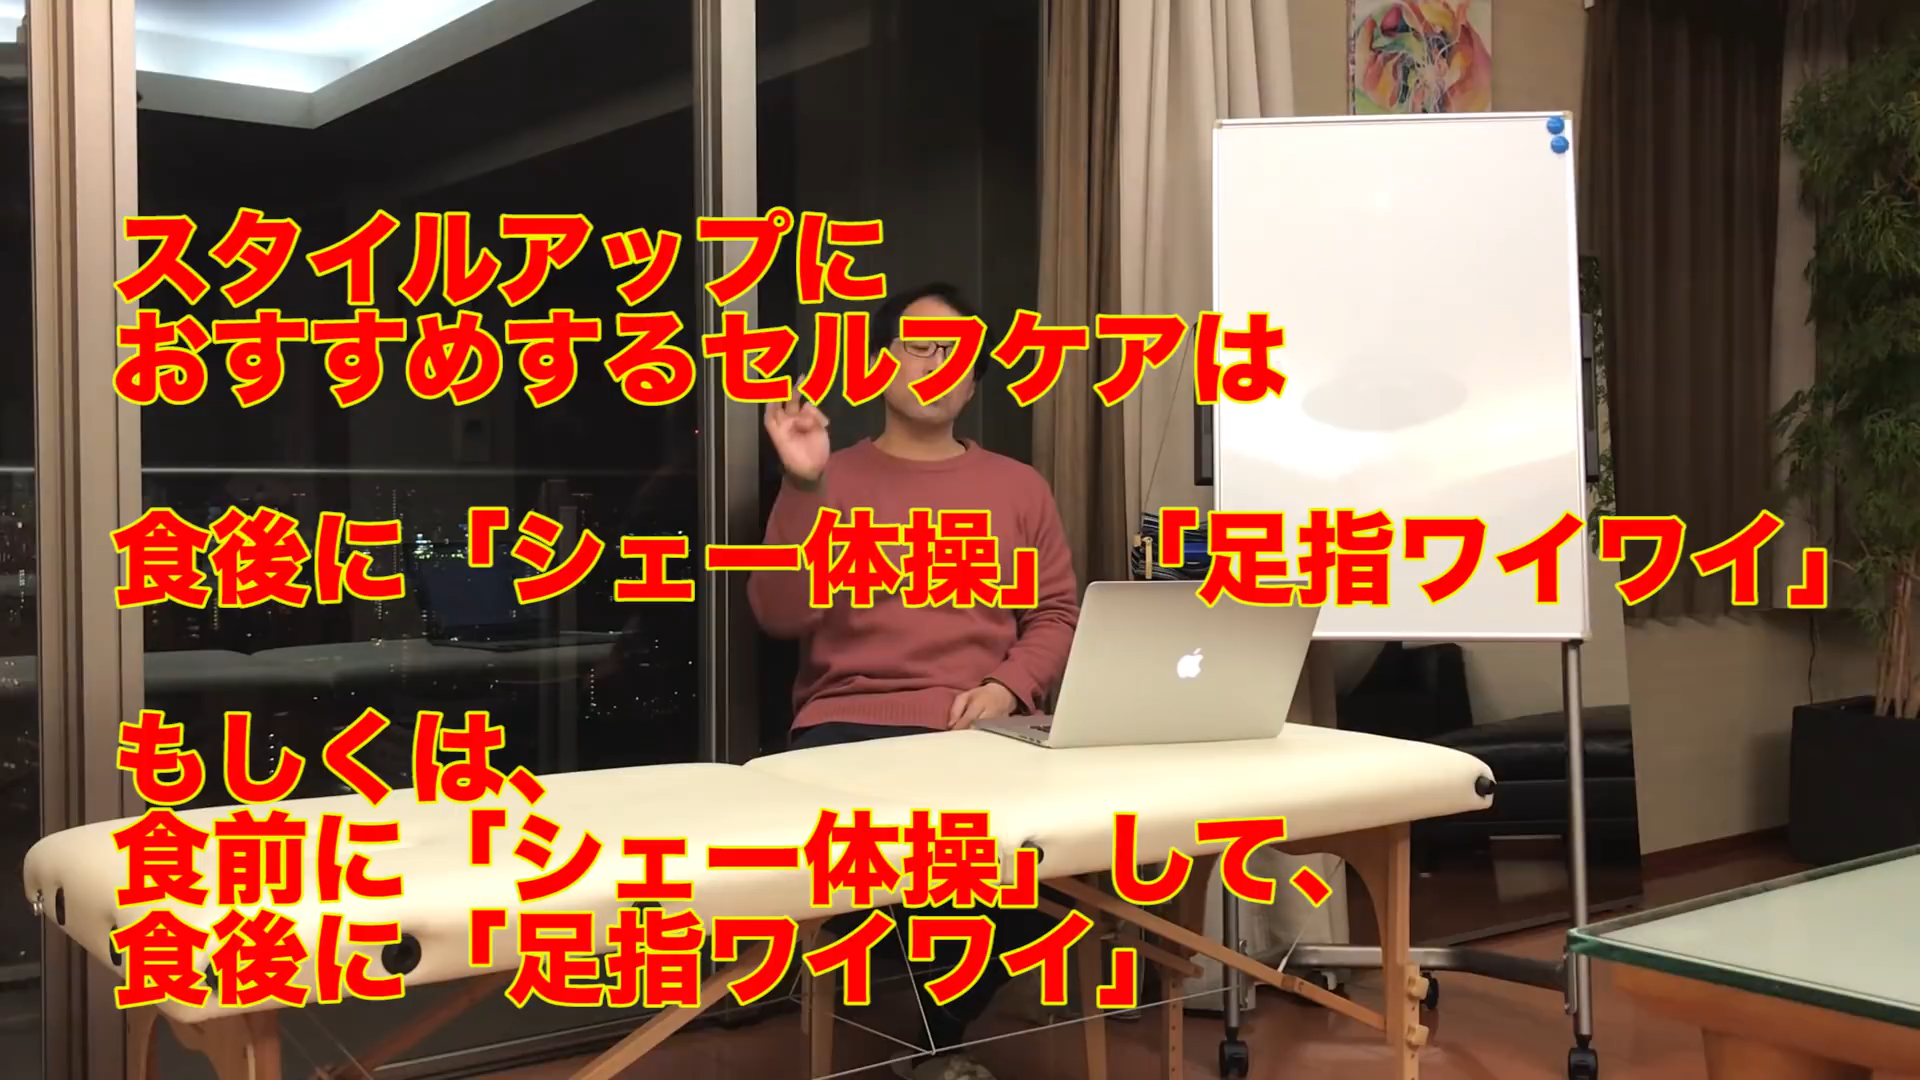 スタイルアップに
おすすめするセルフケアは
食後に「シェー体操」「足指ワイワイ」
もしくは、
食前に「シェー体操」して、
食後に「足指ワイワイ」